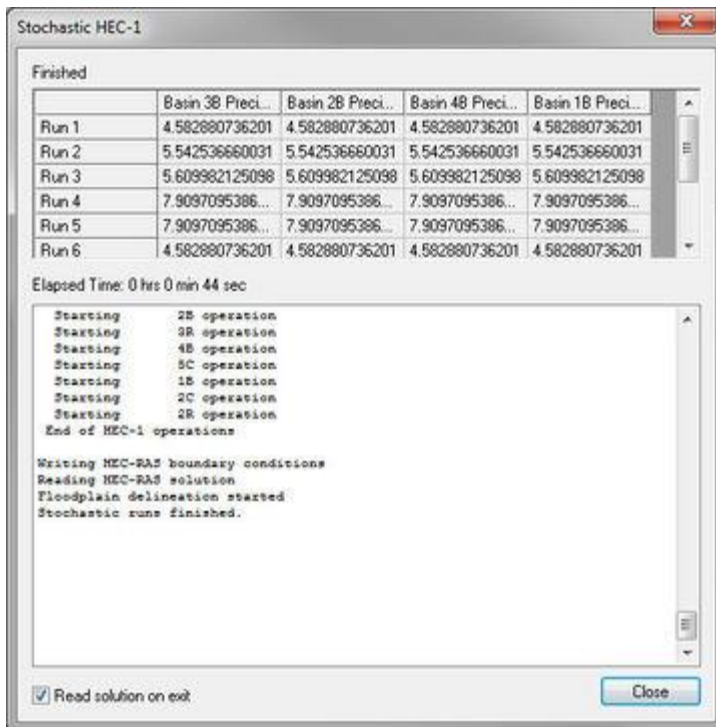 Stochastic HEC-1
Finished
Basin 3B Preci... Basin 2B Preci... Basin 4B Preci... Basin 1B Preci...
Run 1 4.582880736201 4.582880736201 4.582880736201 4.582880736201
Run 2 5.542536660031 5.542536660031 5.542536660031 5.542536660031
Run 3 5.6099821250​98 5.609982125098 5.609982125098 5.609982125098
Run 4 7.9097095386... 7.9097095386... 7.9097095386... 7.9097095386...
Run 5 7.9097095386... 7.9097095386... 7.9097095386... 7.9097095386...
Run 6 4.582880736201 4.582880736201 4.582880736201 4.582880736201
Elapsed Time: 0 hrs 0 min 44 sec
Starting 2B operation
Starting 3R operation
Starting 4B operation
Starting 5C operation
Starting 1B operation
Starting 2C operation
Starting 2R operation
End of HEC-1 operations
Writing HEC-RAS boundary conditions
Reading HEC-RAS solution
Floodplain delineation started
Stochastic runs finished.
Read solution on exit
Close